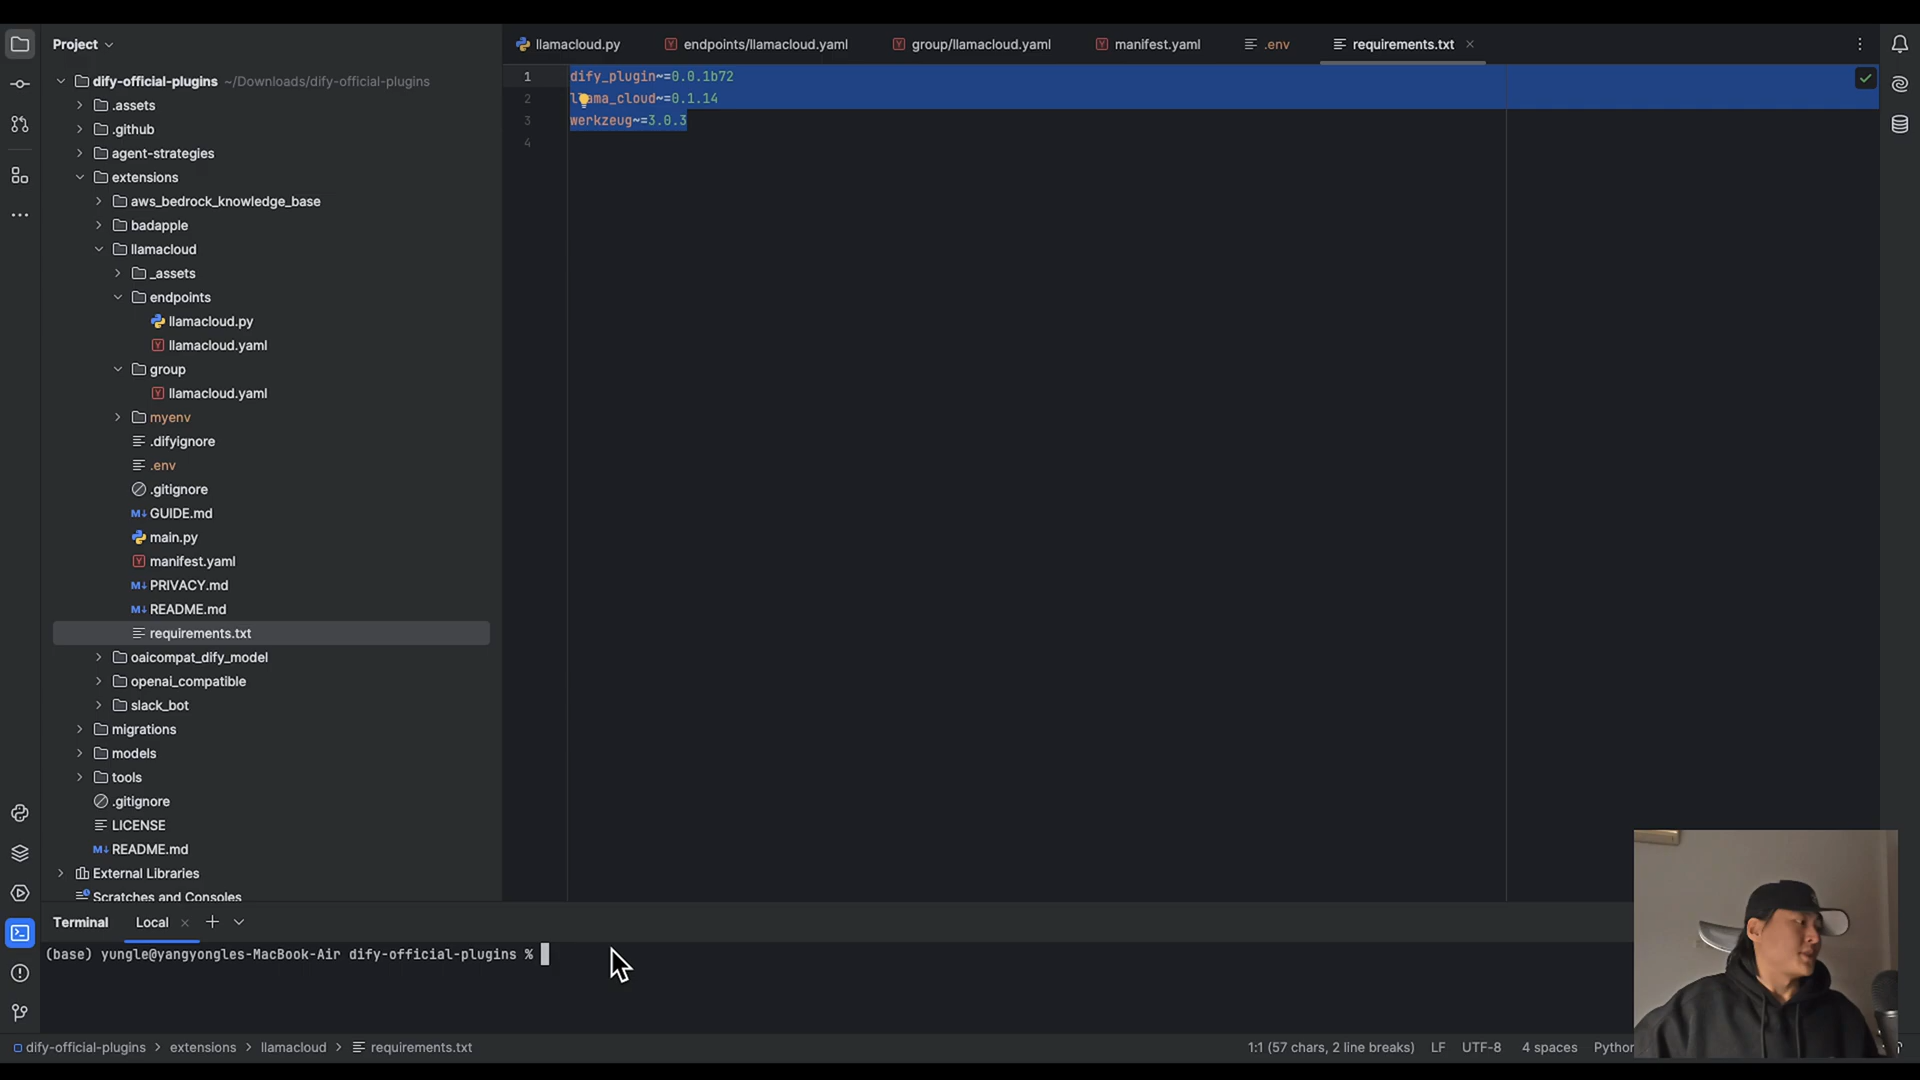 Project
llamacloud.py
endpoints/llamacloud.yaml
group/llamacloud.yaml
manifest.yaml
.env
requirements.txt
dify-official-plugins ~/Downloads/dify-official-plugins
.assets
.github
agent-strategies
extensions
aws_bedrock_knowledge_base
badapple
llamacloud
_assets
endpoints
llamacloud.py
llamacloud.yaml
group
llamacloud.yaml
myenv
.difyignore
.env
.gitignore
GUIDE.md
main.py
manifest.yaml
PRIVACY.md
README.md
requirements.txt
oaicompat_dify_model
openai_compatible
slack_bot
migrations
models
tools
.gitignore
LICENSE
README.md
External Libraries
Scratches and Consoles
1 dify_plugin~=0.0.1b72
2 llama_cloud~=0.1.14
3 werkzeug~=3.0.3
4
Terminal Local
(base) yungle@yangyongles-MacBook-Air dify-official-plugins %
dify-official-plugins > extensions > llamacloud > requirements.txt
1:1 (57 chars, 2 line breaks) LF UTF-8 4 spaces Python